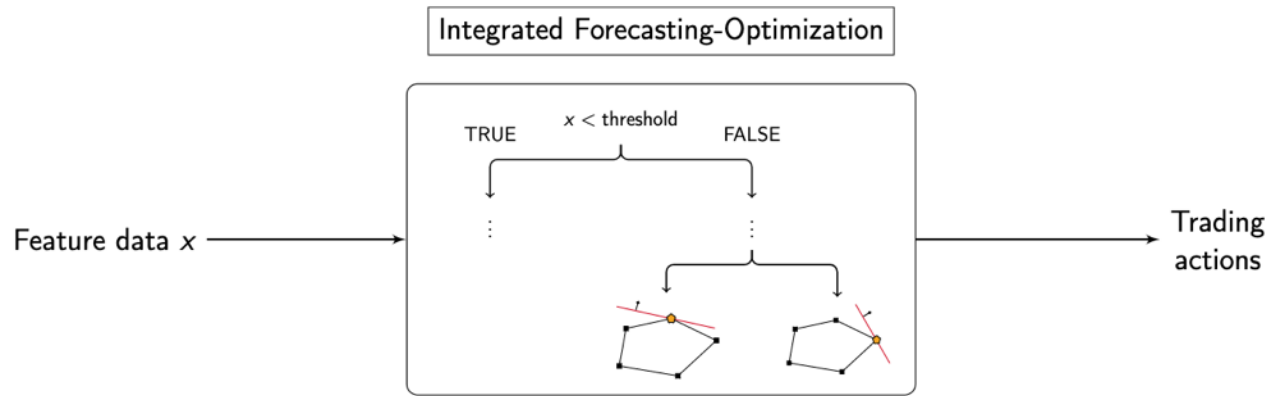 Integrated Forecasting-Optimization
x < threshold
TRUE
FALSE
⋮
⋮
Feature data x
Trading
actions